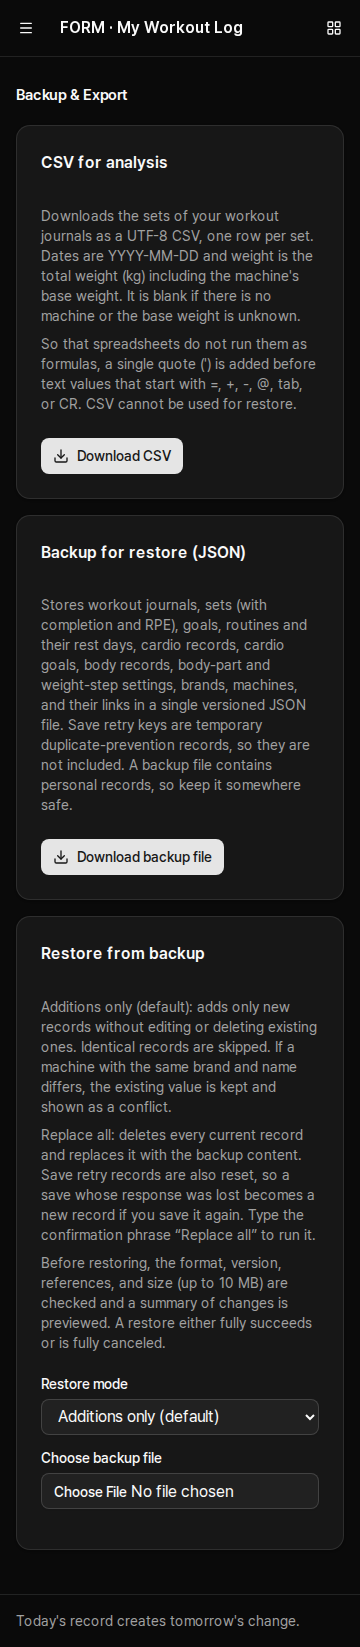 FORM · My Workout Log
Backup & Export
CSV for analysis
Downloads the sets of your workout
journals as a UTF-8 CSV, one row per set.
Dates are YYYY-MM-DD and weight is the
total weight (kg) including the machine's
base weight. It is blank if there is no
machine or the base weight is unknown.
So that spreadsheets do not run them as
formulas, a single quote (') is added before
text values that start with =, +, -, @, tab,
or CR. CSV cannot be used for restore.
Download CSV
Backup for restore (JSON)
Stores workout journals, sets (with
completion and RPE), goals, routines and
their rest days, cardio records, cardio
goals, body records, body-part and
weight-step settings, brands, machines,
and their links in a single versioned JSON
file. Save retry keys are temporary
duplicate-prevention records, so they are
not included. A backup file contains
personal records, so keep it somewhere
safe.
Download backup file
Restore from backup
Additions only (default): adds only new
records without editing or deleting existing
ones. Identical records are skipped. If a
machine with the same brand and name
differs, the existing value is kept and
shown as a conflict.
Replace all: deletes every current record
and replaces it with the backup content.
Save retry records are also reset, so a
save whose response was lost becomes a
new record if you save it again. Type the
confirmation phrase “Replace all” to run it.
Before restoring, the format, version,
references, and size (up to 10 MB) are
checked and a summary of changes is
previewed. A restore either fully succeeds
or is fully canceled.
Restore mode
Additions only (default)
Choose backup file
Choose File No file chosen
Today's record creates tomorrow's change.